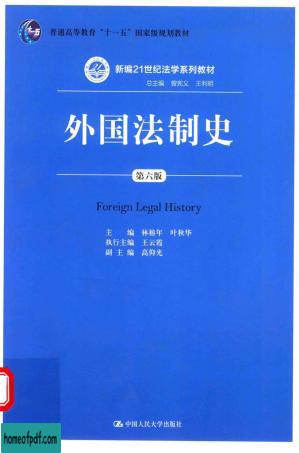 普通高等教育“十一五”国家级规划教材
新编21世纪法学系列教材
总主编 曾宪义 王利明
外国法制史
第六版
Foreign Legal History
主 编 林榕年 叶秋华
执行主编 王云霞
副主编 高仰光
中国人民大学出版社
homeofpdf.com